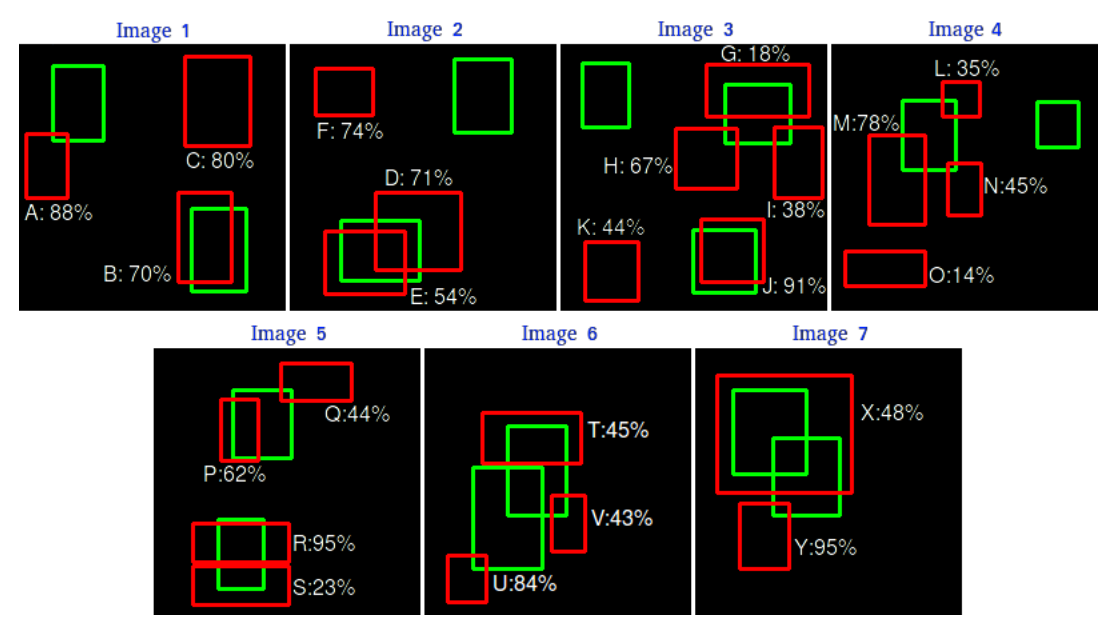 Image 1
Image 2
Image 3
Image 4
A: 88%
C: 80%
B: 70%
F: 74%
D: 71%
E: 54%
G: 18%
H: 67%
I: 38%
K: 44%
J: 91%
L: 35%
M:78%
N:45%
O:14%
Image 5
Image 6
Image 7
Q:44%
P:62%
R:95%
S:23%
T:45%
V:43%
U:84%
X:48%
Y:95%